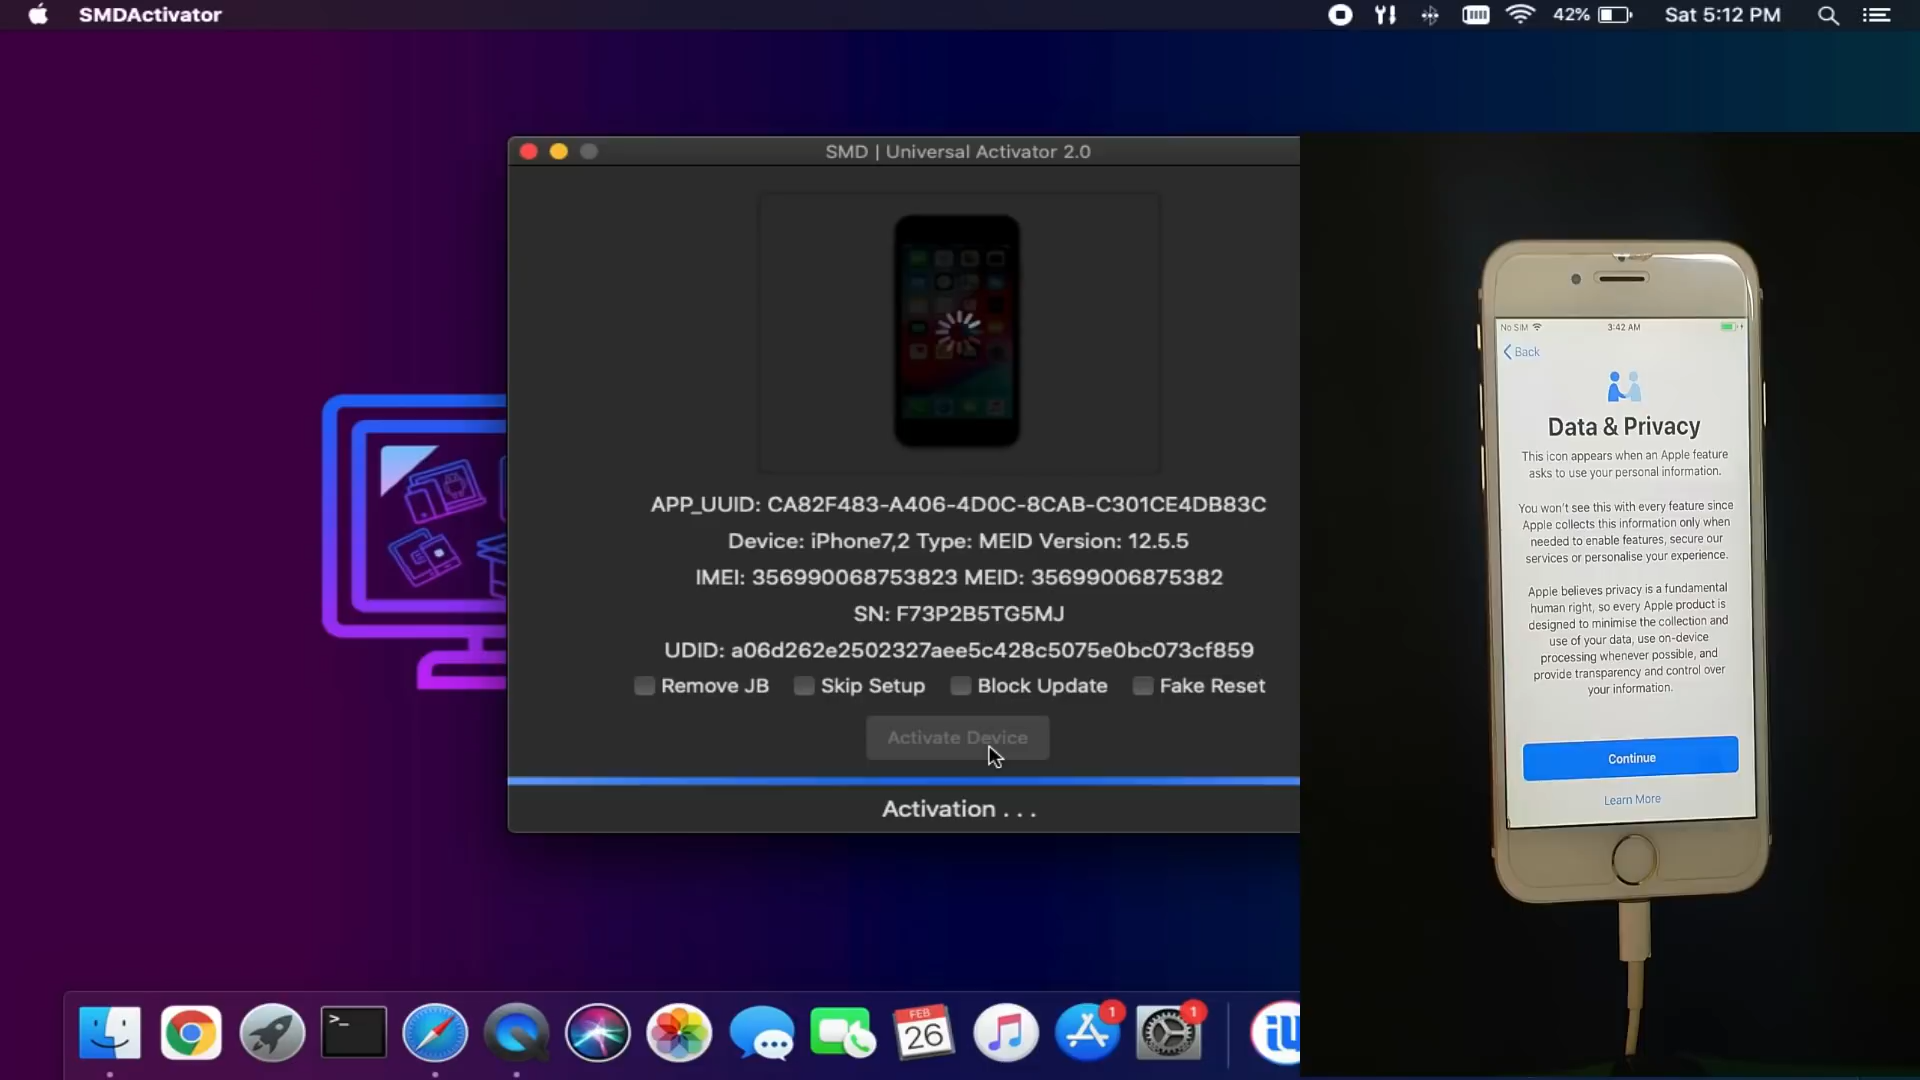 SMDActivator
42%
Sat 5:12 PM
SMD | Universal Activator 2.0
APP_UUID: CA82F483-A406-4D0C-8CAB-C301CE4DB83C
Device: iPhone7,2 Type: MEID Version: 12.5.5
IMEI: 356990068753823 MEID: 35699006875382
SN: F73P2B5TG5MJ
UDID: a06d262e2502327aee5c428c5075e0bc073cf859
Remove JB
Skip Setup
Block Update
Fake Reset
Activate Device
Activation . . .
No SIM
3:42 AM
Back
Data & Privacy
This icon appears when an Apple feature
asks to use your personal information.
You won't see this with every feature since
Apple collects this information only when
needed to enable features, secure our
services or personalise your experience.
Apple believes privacy is a fundamental
human right, so every Apple product is
designed to minimise the collection and
use of your data, use on-device
processing whenever possible, and
provide transparency and control over
your information.
Continue
Learn More
>_
FEB
26
1
1
iU